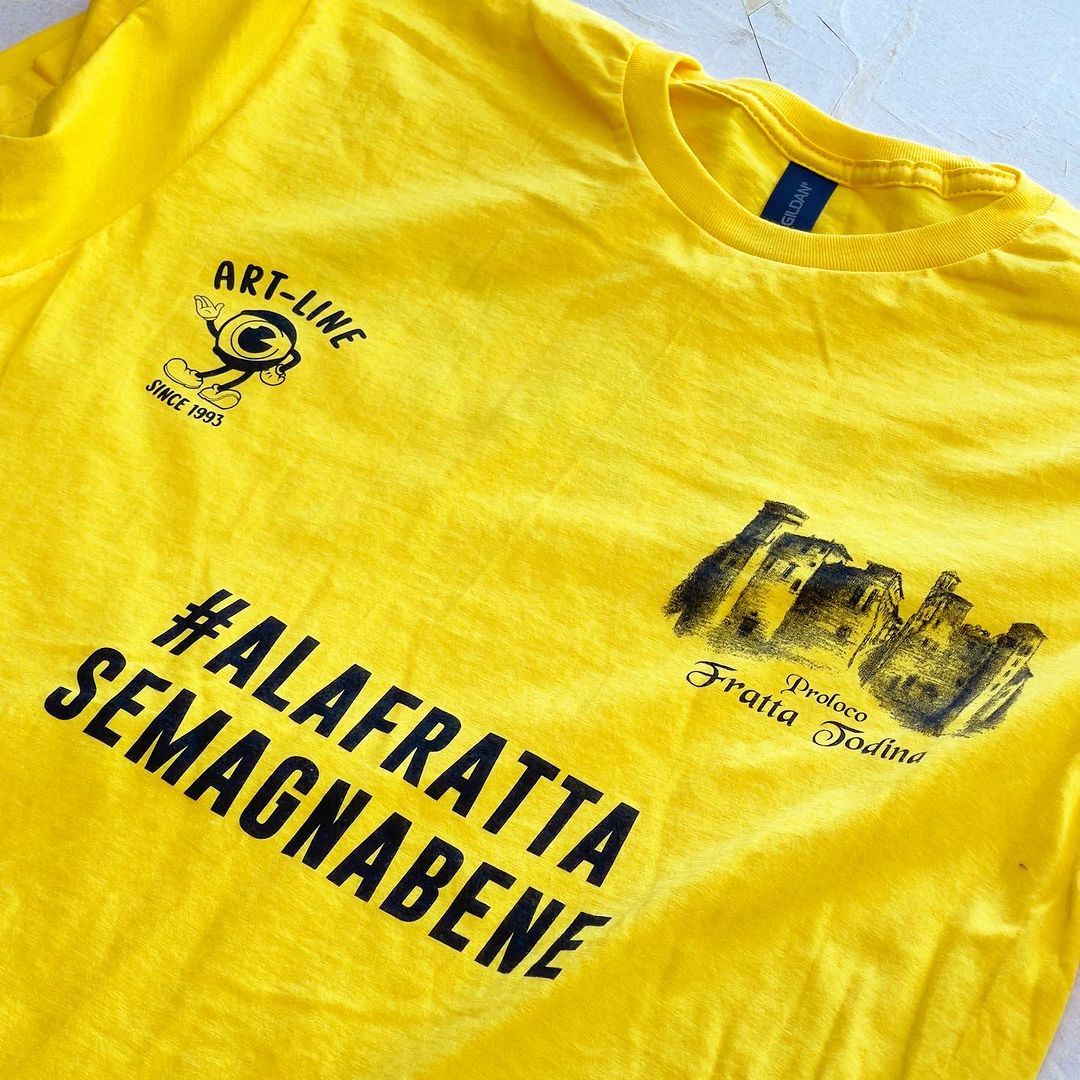 GILDAN®
ART-LINE
SINCE 1993
Proloco
Fratta Todina
#ALAFRATTA
SEMAGNABENE